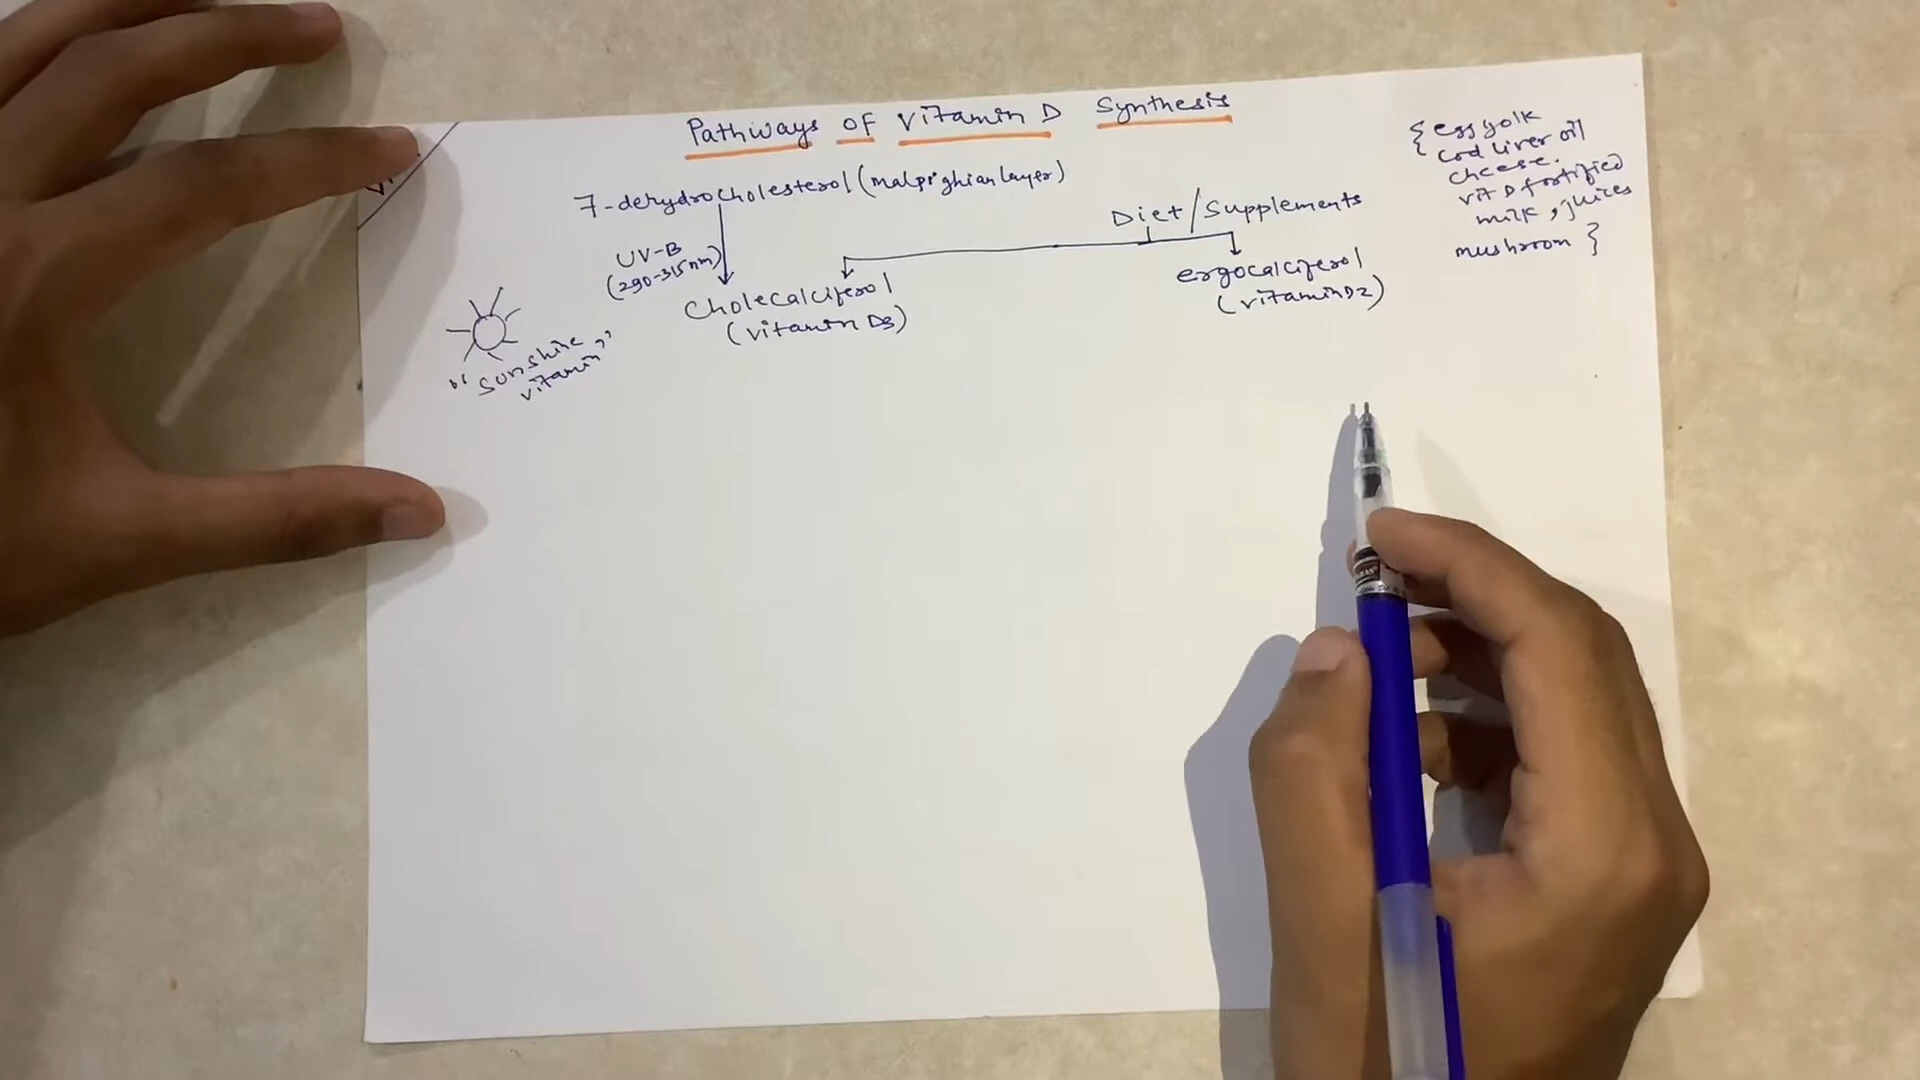 Pathways OF Vitamin D Synthesis
7-dehydrocholesterol (malpighian layer)
UV-B
(290-315nm)
Cholecalciferol
(vitamin D3)
"sunshine
vitamin"
Diet/Supplements
ergocalciferol
(vitamin D2)
{ egg yolk
cod liver oil
cheese.
vit D fortified
milk, juices
mushroom }